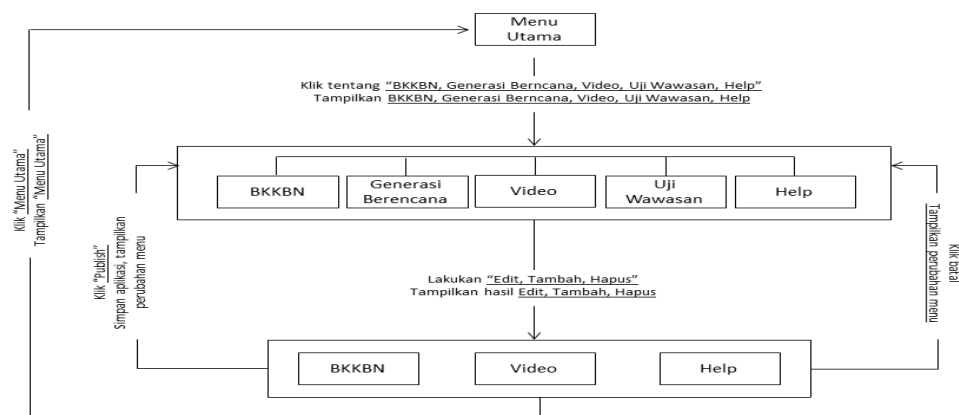 Menu
Utama
Klik tentang “BKKBN, Generasi Berncana, Video, Uji Wawasan, Help”
Tampilkan BKKBN, Generasi Berncana, Video, Uji Wawasan, Help
Klik “Menu Utama”
Tampilkan “Menu Utama”
BKKBN
Generasi
Berencana
Video
Uji
Wawasan
Help
Klik “Publish”
Simpan aplikasi, tampilkan
perubahan menu
Lakukan “Edit, Tambah, Hapus”
Tampilkan hasil Edit, Tambah, Hapus
Klik batal
Tampilkan perubahan menu
BKKBN
Video
Help